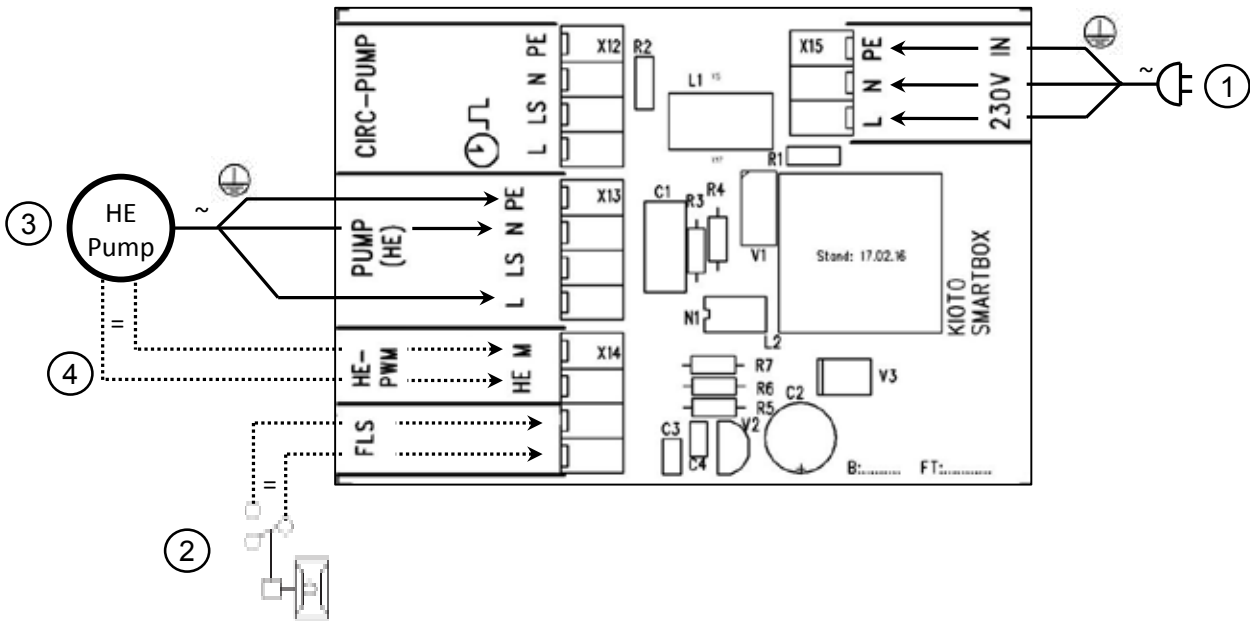 CIRC-PUMP
1
PE
N
LS
L
X12
R2
L1
X15
PE
N
L
230V IN
~
1
R1
3
HE
Pump
~
PUMP
(HE)
PE
N
LS
L
X13
C1
R3
R4
V1
Stand: 17.02.16
KIOTO
SMARTBOX
N1
L2
=
4
HE-
PWM
M
HE
X14
R7
R6
R5
V3
C2
FLS
C3
C4
V2
B:......... FT:............
=
2